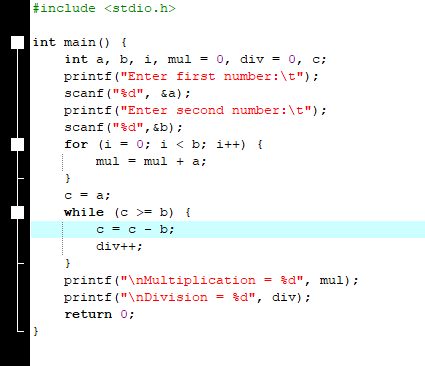 #include <stdio.h>
int main() {
int a, b, i, mul = 0, div = 0, c;
printf("Enter first number:\t");
scanf("%d", &a);
printf("Enter second number:\t");
scanf("%d",&b);
for (i = 0; i < b; i++) {
mul = mul + a;
}
c = a;
while (c >= b) {
c = c - b;
div++;
}
printf("\nMultiplication = %d", mul);
printf("\nDivision = %d", div);
return 0;
}